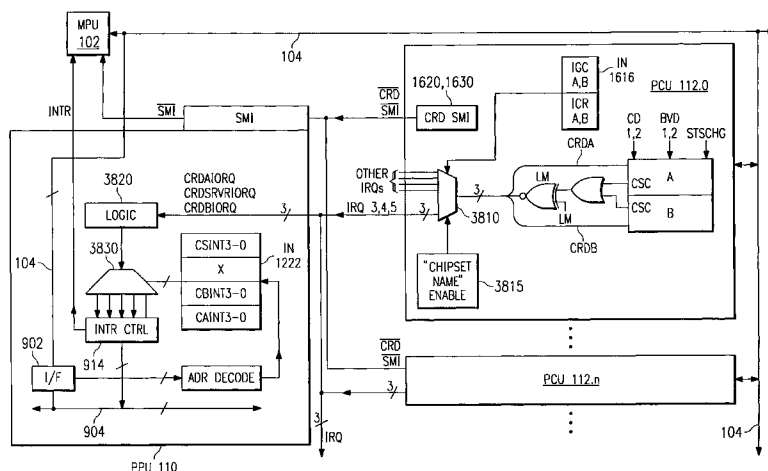 MPU
102
104
INTR
SMI
SMI
CRD
SMI
1620,1630
CRD SMI
IGC
A,B
ICR
A,B
IN
1616
PCU 112.0
CD
1,2
BVD
1,2
STSCHG
CRDA
A
CSC
CSC
B
LM
LM
CRDB
OTHER
IRQs
3
IRQ 3,4,5
3
3810
"CHIPSET
NAME"
ENABLE
3815
CRDAIORQ
CRDSRVRIORQ
CRDBIORQ
3
3820
LOGIC
3830
104
CSINT3-0
X
CBINT3-0
CAINT3-0
IN
1222
INTR CTRL
914
902
I/F
ADR DECODE
904
PPU 110
3
IRQ
CRD
SMI
3
PCU 112.n
104